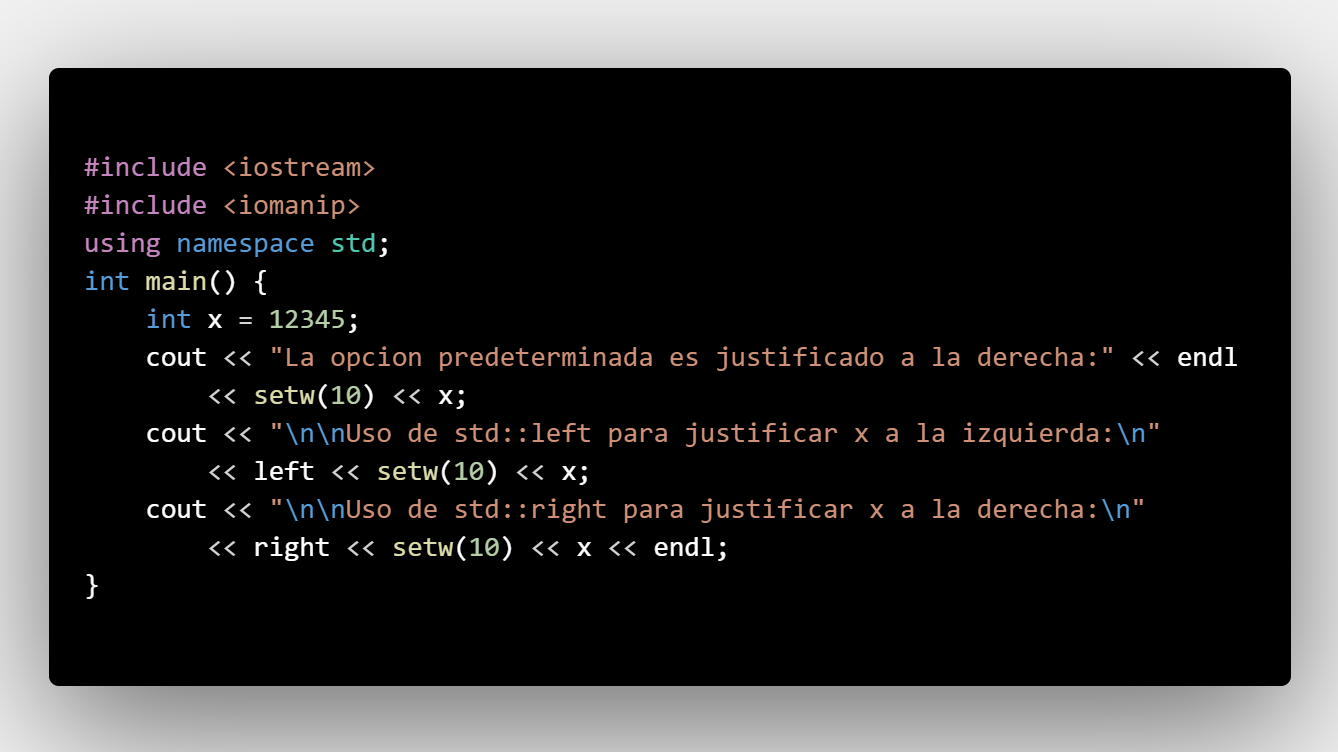 #include <iostream>
#include <iomanip>
using namespace std;
int main() {
    int x = 12345;
    cout << "La opcion predeterminada es justificado a la derecha:" << endl
        << setw(10) << x;
    cout << "\n\nUso de std::left para justificar x a la izquierda:\n"
        << left << setw(10) << x;
    cout << "\n\nUso de std::right para justificar x a la derecha:\n"
        << right << setw(10) << x << endl;
}